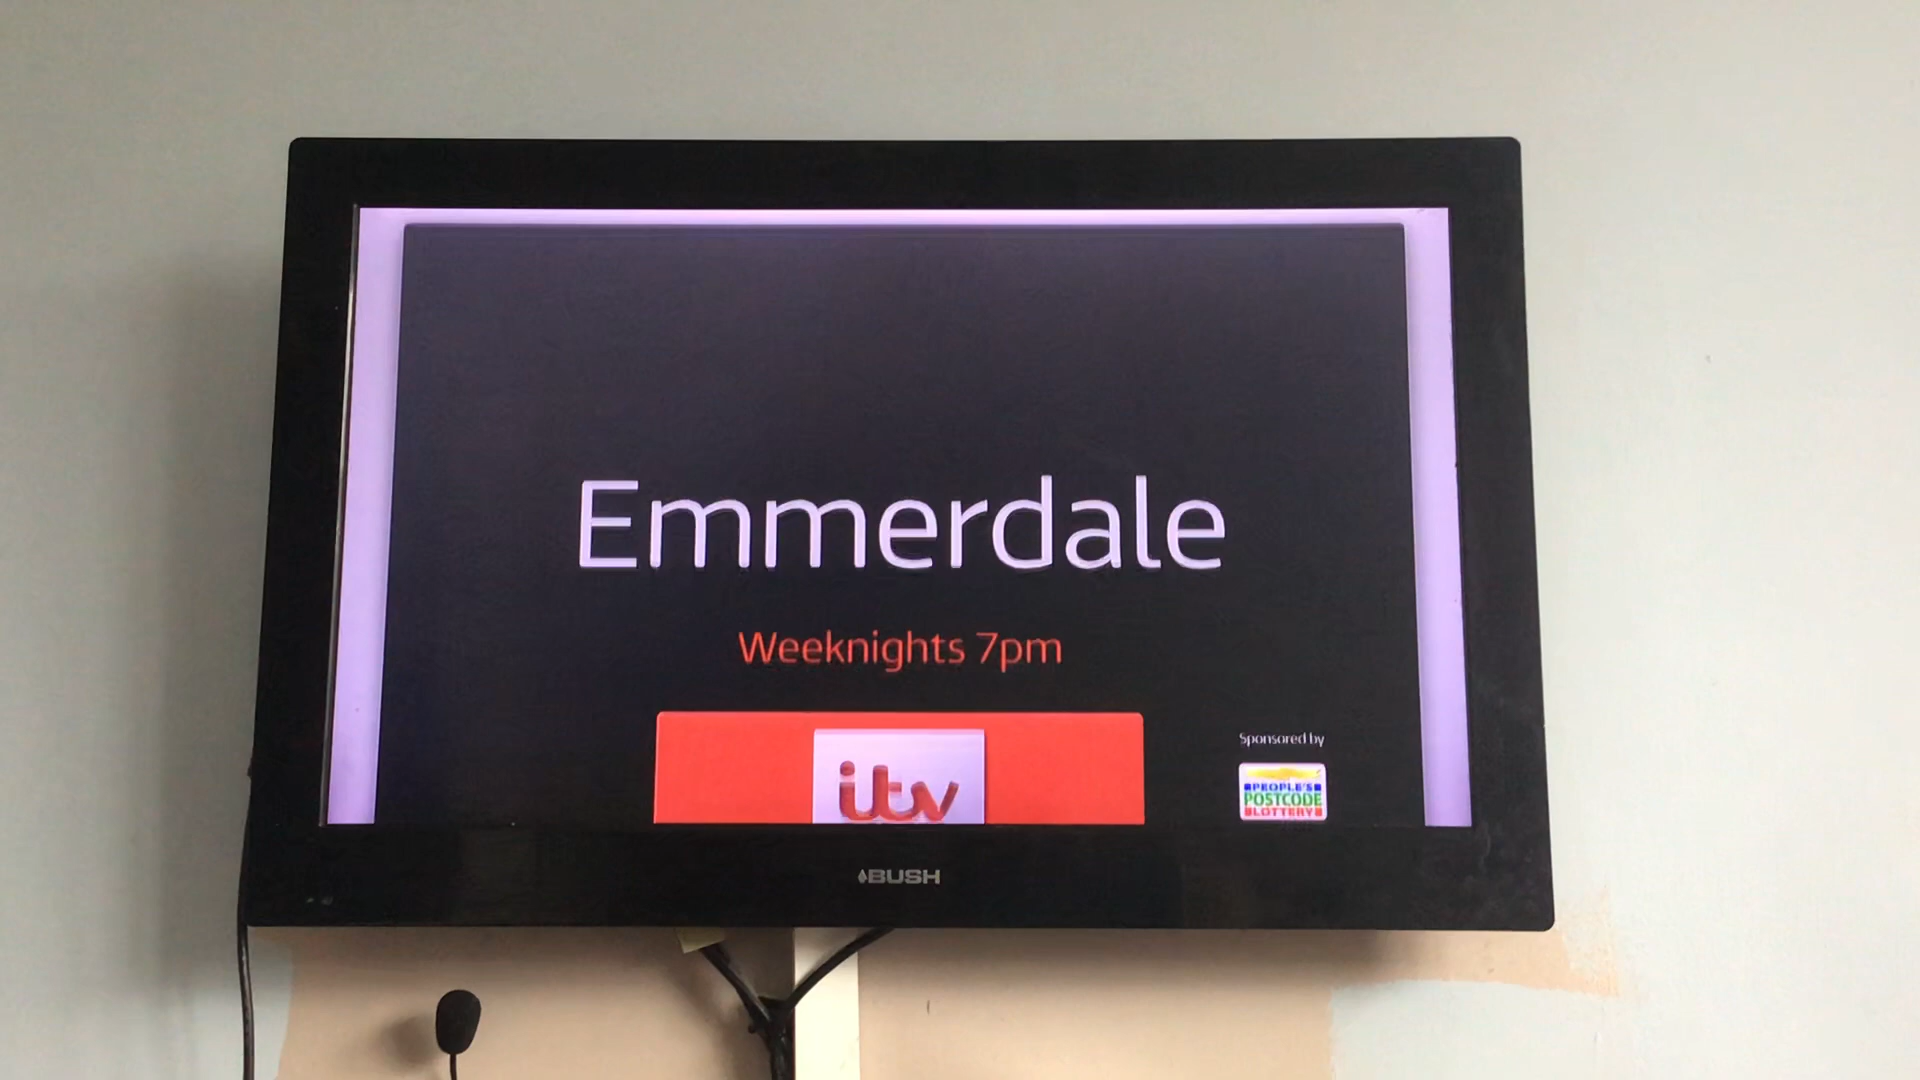 Emmerdale
Weeknights 7pm
itv
Sponsored by
PEOPLE'S
POSTCODE
LOTTERY
BUSH